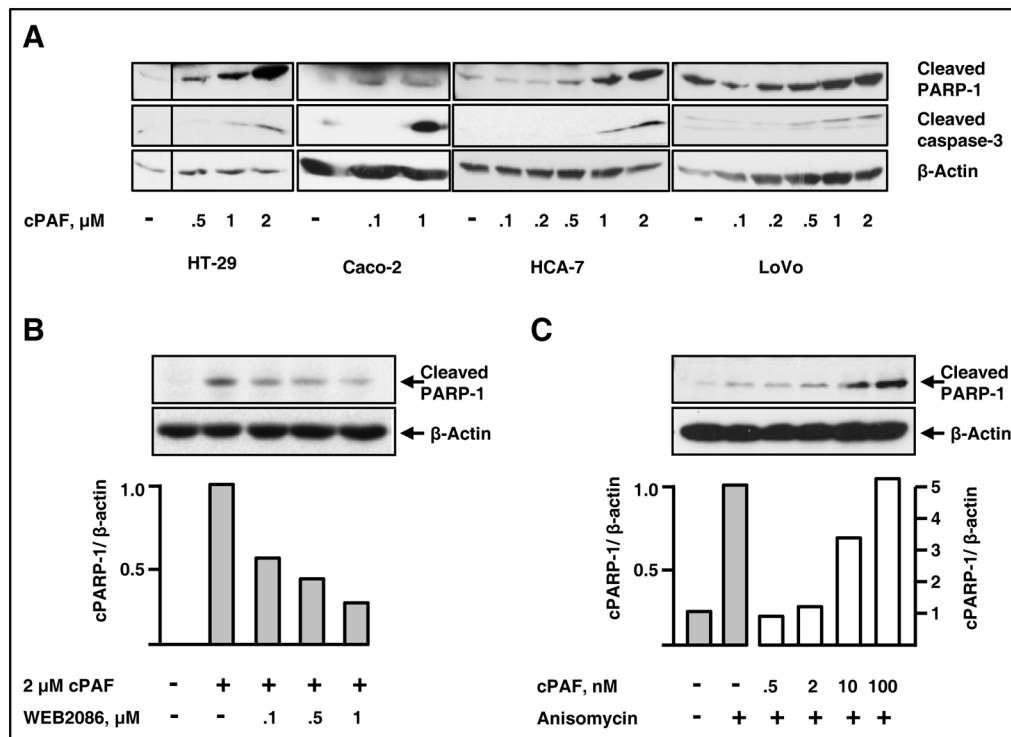 A
Cleaved
PARP-1
Cleaved
caspase-3
β-Actin
cPAF, μM - .5 1 2 - .1 1 - .1 .2 .5 1 2 - .1 .2 .5 1 2
HT-29 Caco-2 HCA-7 LoVo
B
Cleaved
PARP-1
β-Actin
cPARP-1/ β-actin
1.0
0.5
2 μM cPAF - + + + +
WEB2086, μM - - .1 .5 1
C
Cleaved
PARP-1
β-Actin
cPARP-1/ β-actin
1.0
0.5
5
4
3
2
1
cPARP-1/ β-actin
cPAF, nM - - .5 2 10 100
Anisomycin - + + + + +